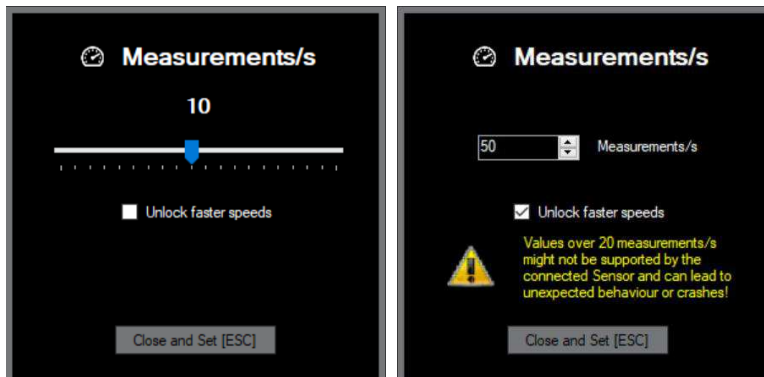 Measurements/s
10
Unlock faster speeds
Close and Set [ESC]
Measurements/s
50 Measurements/s
Unlock faster speeds
Values over 20 measurements/s
might not be supported by the
connected Sensor and can lead to
unexpected behaviour or crashes!
Close and Set [ESC]